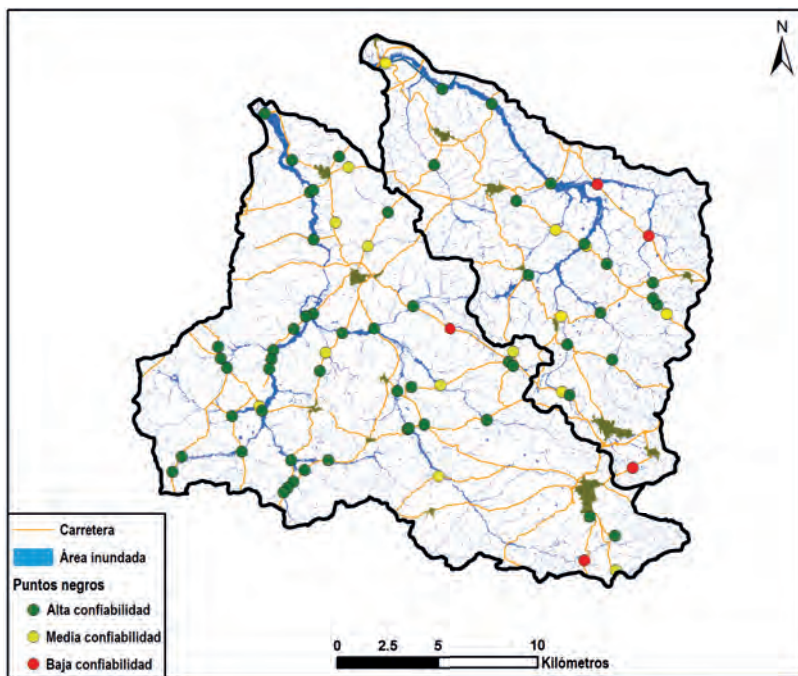 N
Carretera
Área inundada
Puntos negros
Alta confiabilidad
Media confiabilidad
Baja confiabilidad
0 2.5 5 10
Kilómetros